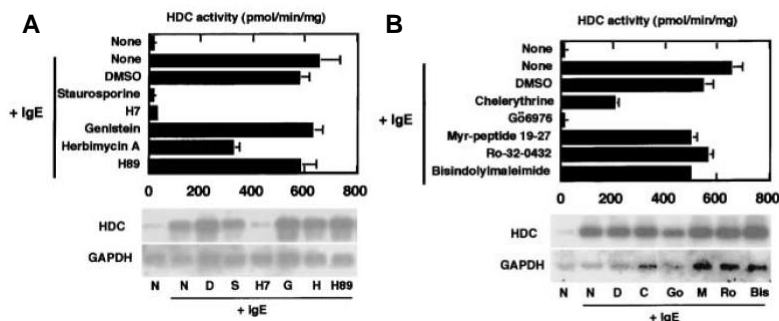 A
HDC activity (pmol/min/mg)
None
None
DMSO
Staurosporine
H7
Genistein
Herbimycin A
H89
+ IgE
0 200 400 600 800
HDC
GAPDH
N N D S H7 G H H89
+ IgE
B
HDC activity (pmol/min/mg)
None
None
DMSO
Chelerythrine
Gö6976
Myr-peptide 19-27
Ro-32-0432
Bisindolylmaleimide
+ IgE
0 200 400 600 800
HDC
GAPDH
N N D C Go M Ro Bis
+ IgE